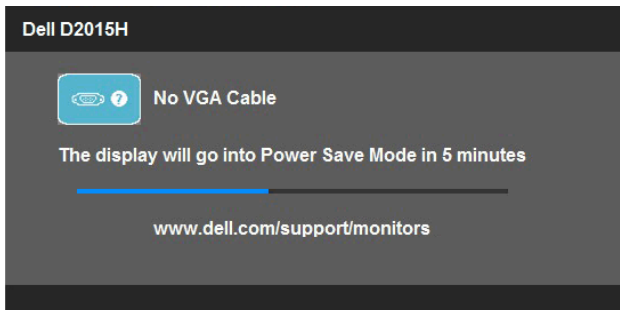 Dell D2015H
? No VGA Cable
The display will go into Power Save Mode in 5 minutes
www.dell.com/support/monitors